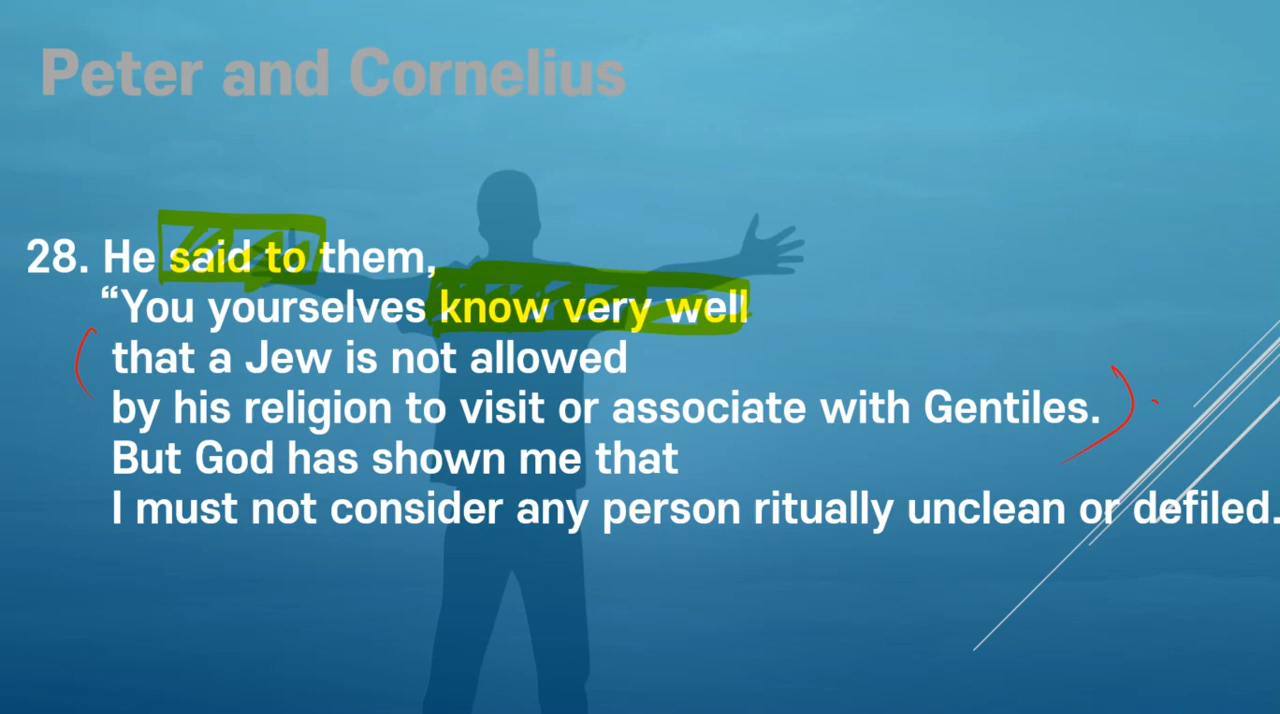 Peter and Cornelius
28. He said to them,
“You yourselves know very well
that a Jew is not allowed
by his religion to visit or associate with Gentiles.
But God has shown me that
I must not consider any person ritually unclean or defiled.